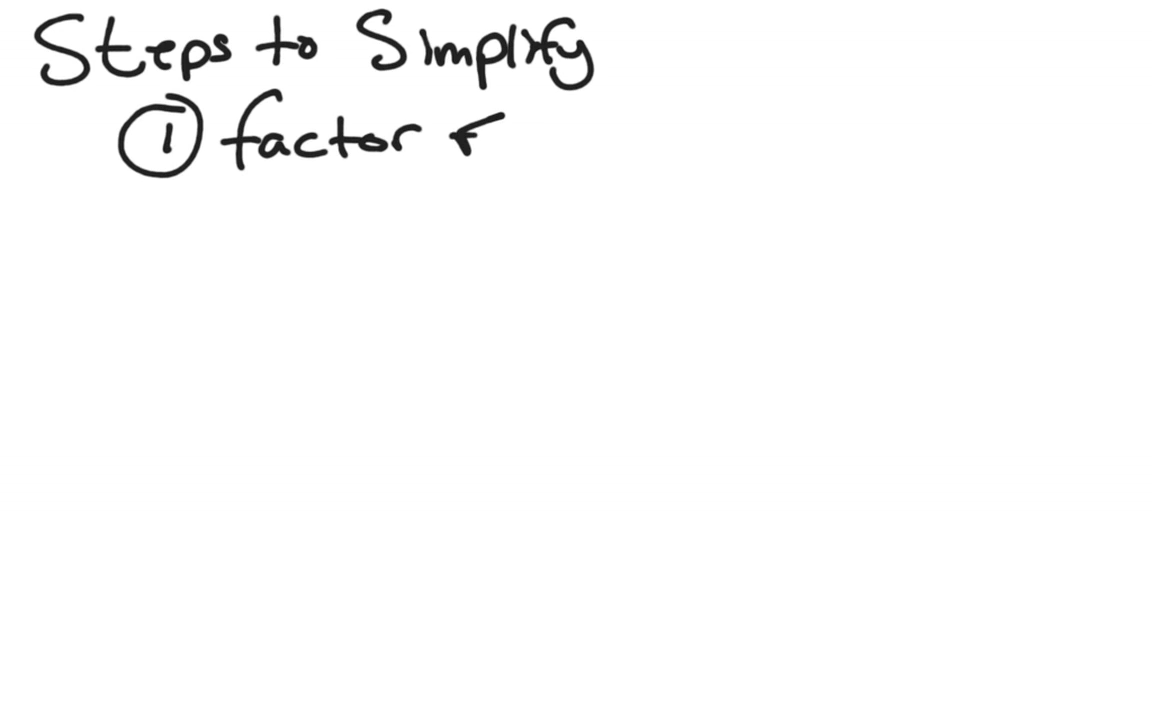 Steps to Simplify
① factor